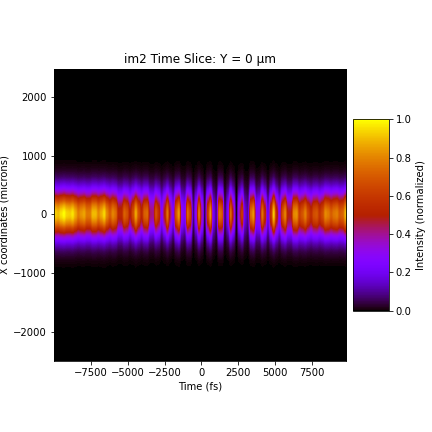 im2 Time Slice: Y = 0 µm
X coordinates (microns)
2000
1000
0
−1000
−2000
−7500 −5000 −2500 0 2500 5000 7500
Time (fs)
1.0
0.8
0.6
0.4
0.2
0.0
Intensity (normalized)